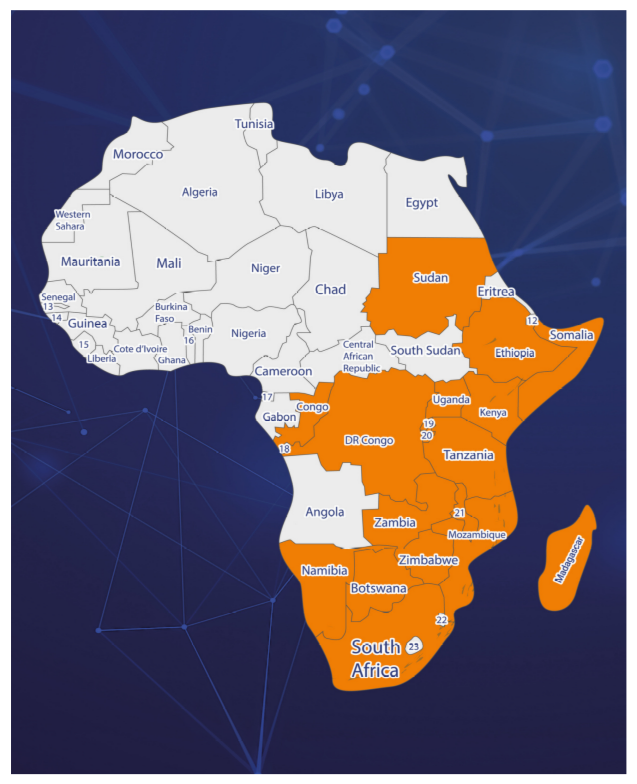 Tunisia
Morocco
Algeria
Libya
Egypt
Western
Sahara
Mauritania
Mali
Niger
Chad
Sudan
Eritrea
Senegal
13
14
Guinea
Burkina
Faso
Benin
16
Nigeria
12
Somalia
15
Liberla
Cote d'Ivoire
Ghana
Cameroon
Central
African
Republic
South Sudan
Ethiopia
17
Gabon
Congo
Uganda
Kenya
18
DR Congo
19
20
Tanzania
Angola
21
Zambia
Mozambique
Zimbabwe
Namibia
Botswana
Madagascar
22
South
Africa
23